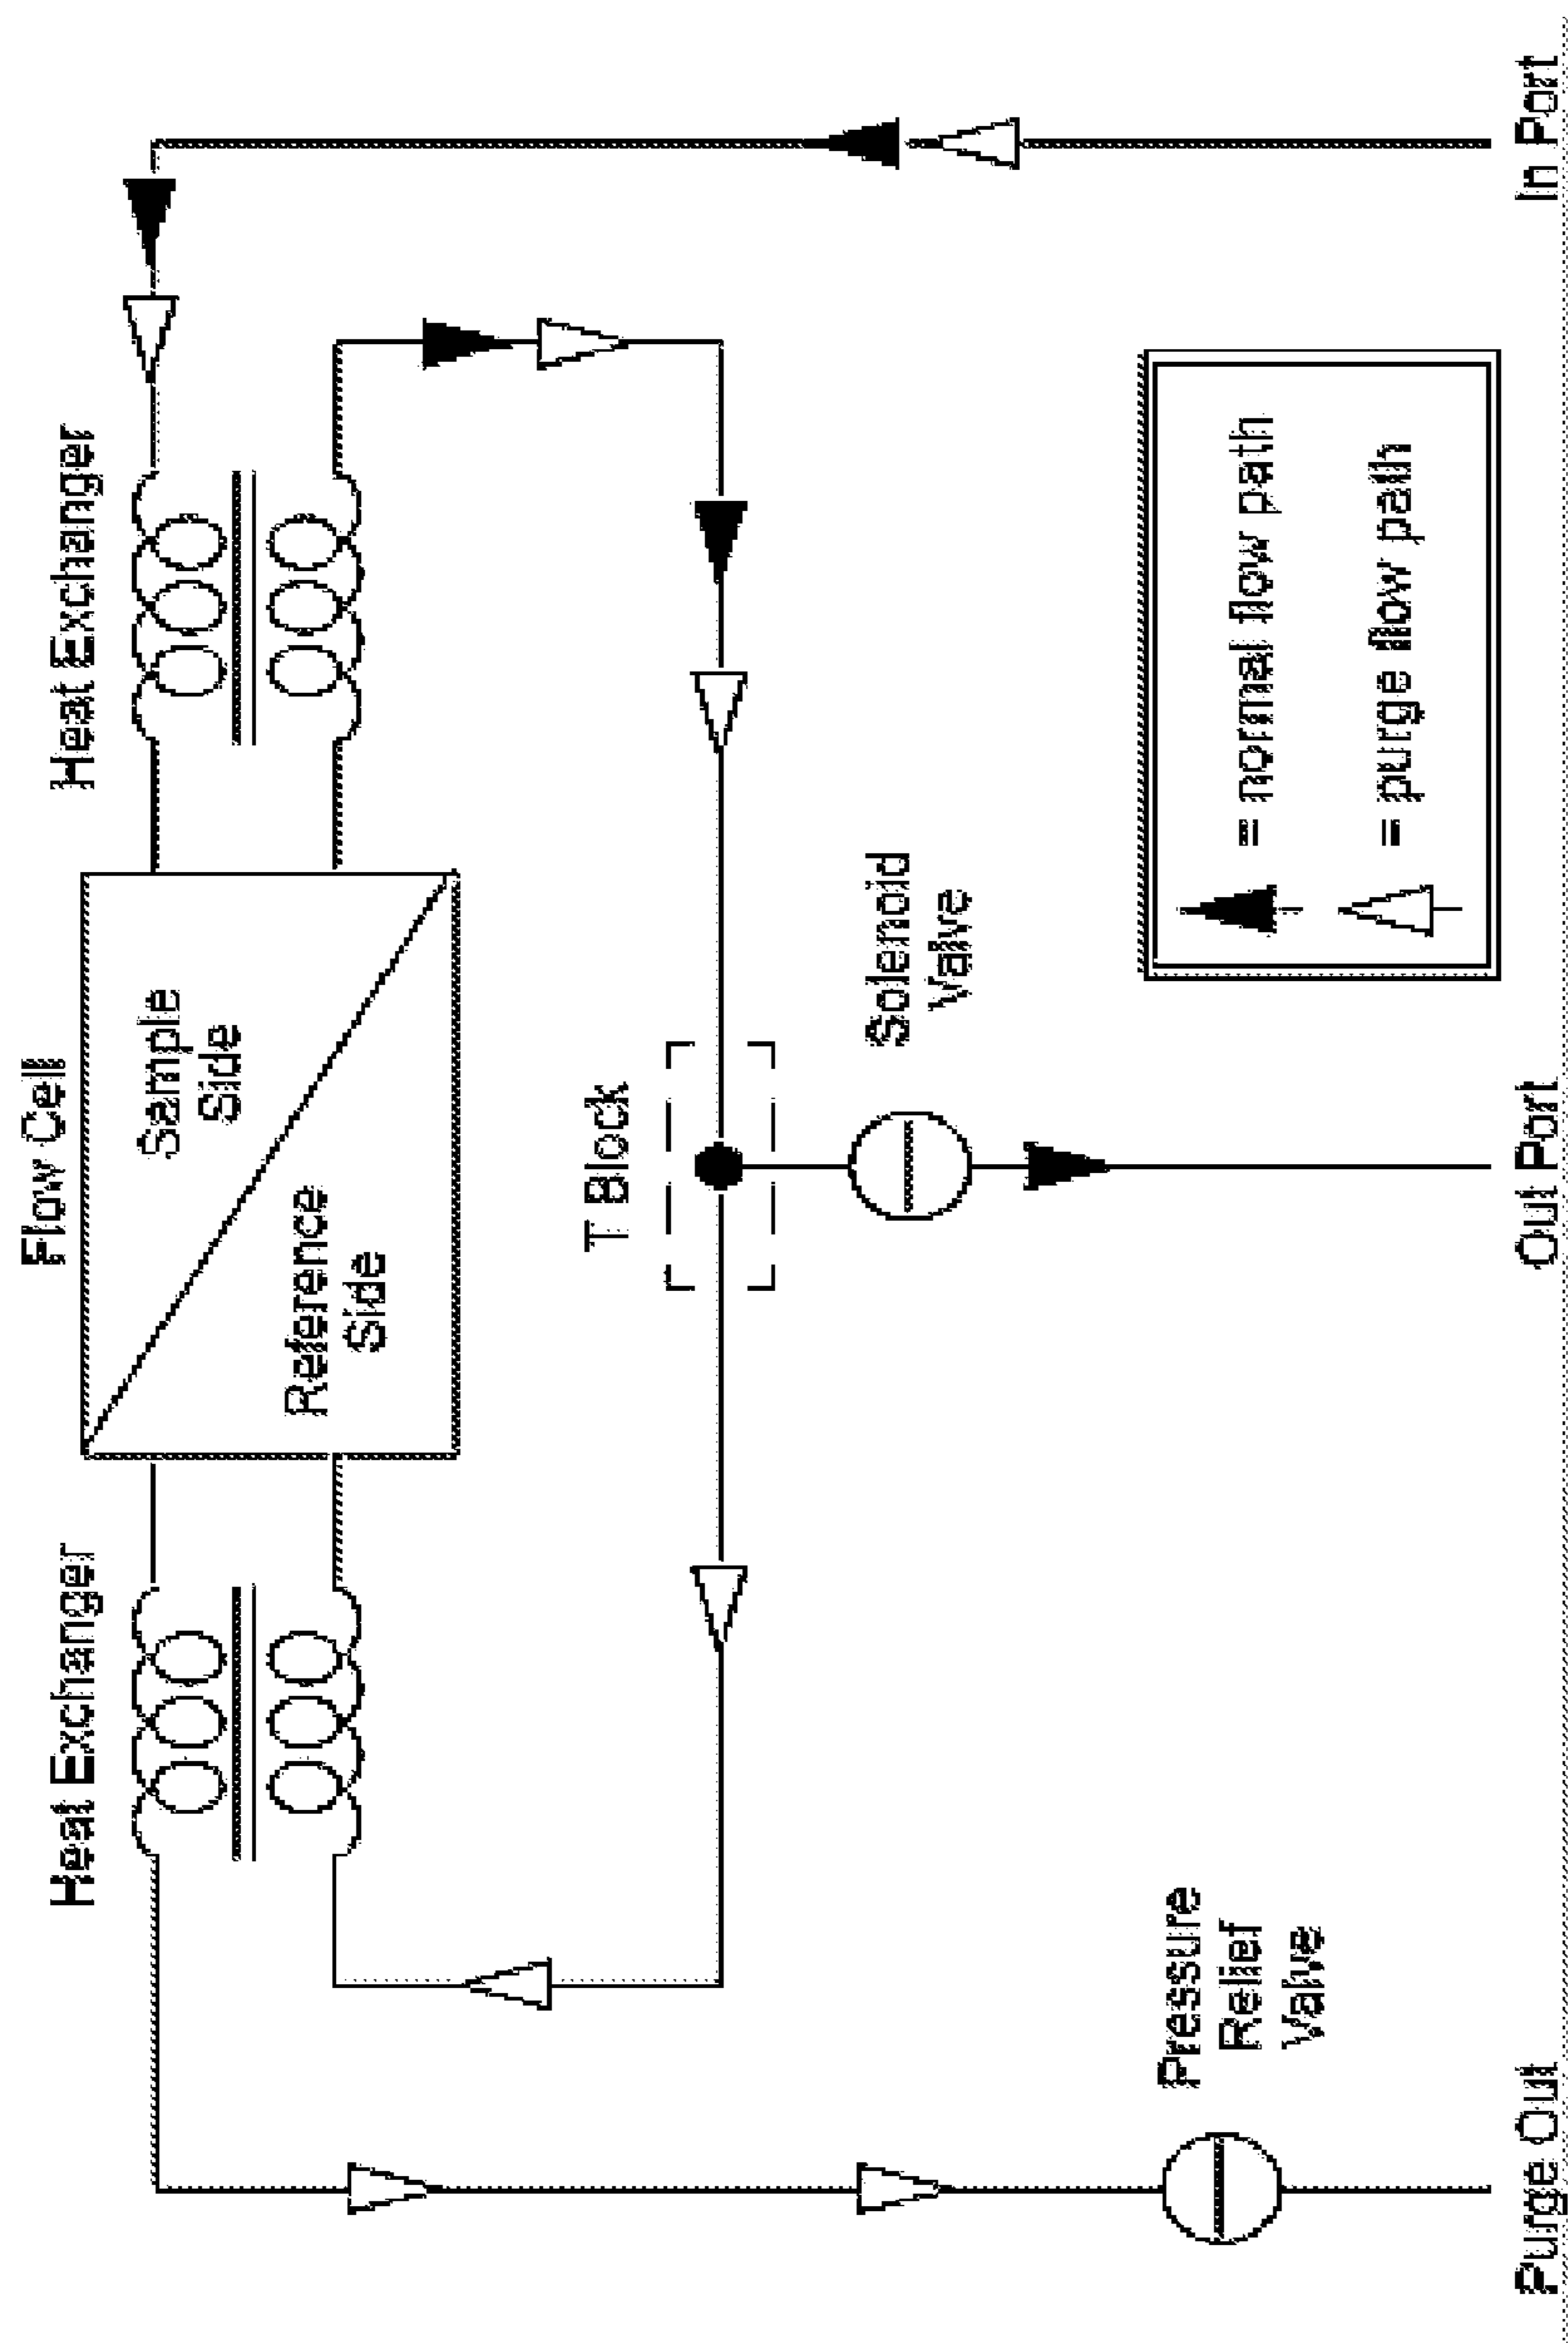 Flow Cell
Heat Exchanger
Heat Exchanger
Sample
Side
Reference
Side
T Block
Solenoid
Valve
Pressure
Relief
Valve
= normal flow path
= purge flow path
Purge Out
Out Port
In Port